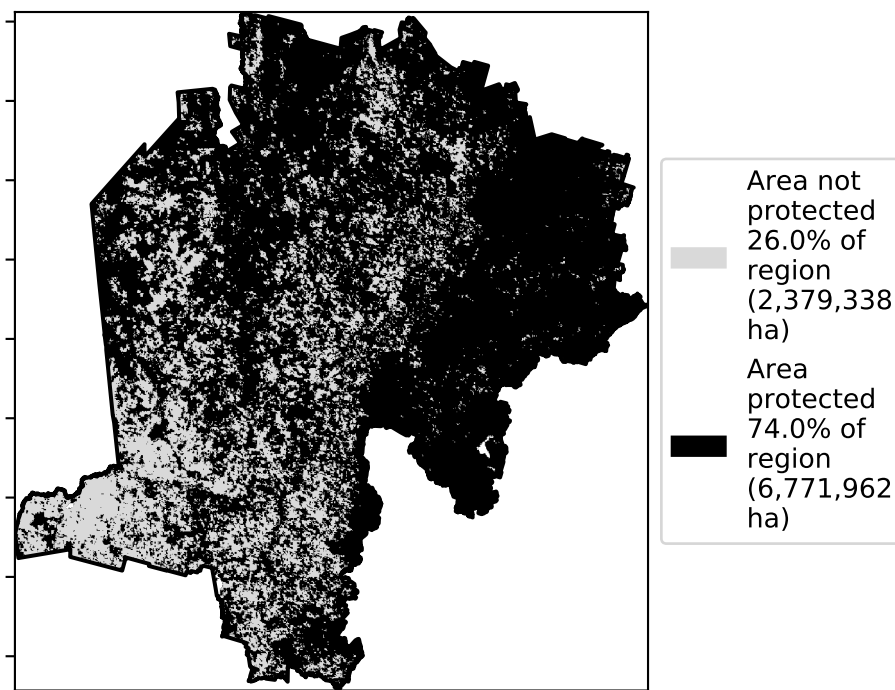 Area not
protected
26.0% of
region
(2,379,338
ha)
Area
protected
74.0% of
region
(6,771,962
ha)